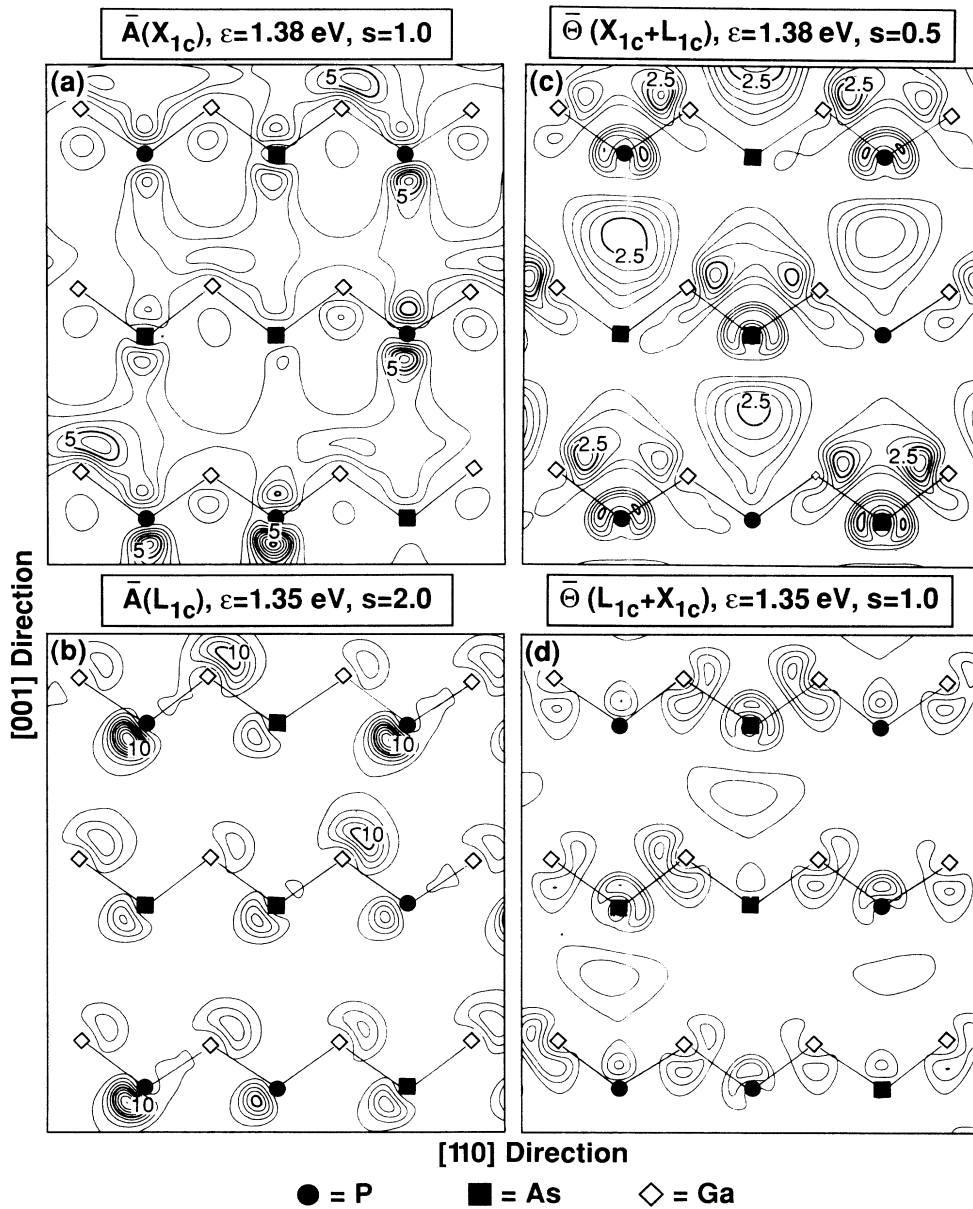 Ā(X1c), ε=1.38 eV, s=1.0
Θ̄ (X1c+L1c), ε=1.38 eV, s=0.5
(a)
5
5
5
5
5
5
(c)
2.5
2.5
2.5
2.5
2.5
2.5
2.5
2.5
Ā(L1c), ε=1.35 eV, s=2.0
Θ̄ (L1c+X1c), ε=1.35 eV, s=1.0
(b)
10
10
10
10
10
(d)
[001] Direction
[110] Direction
● = P ■ = As ◇ = Ga